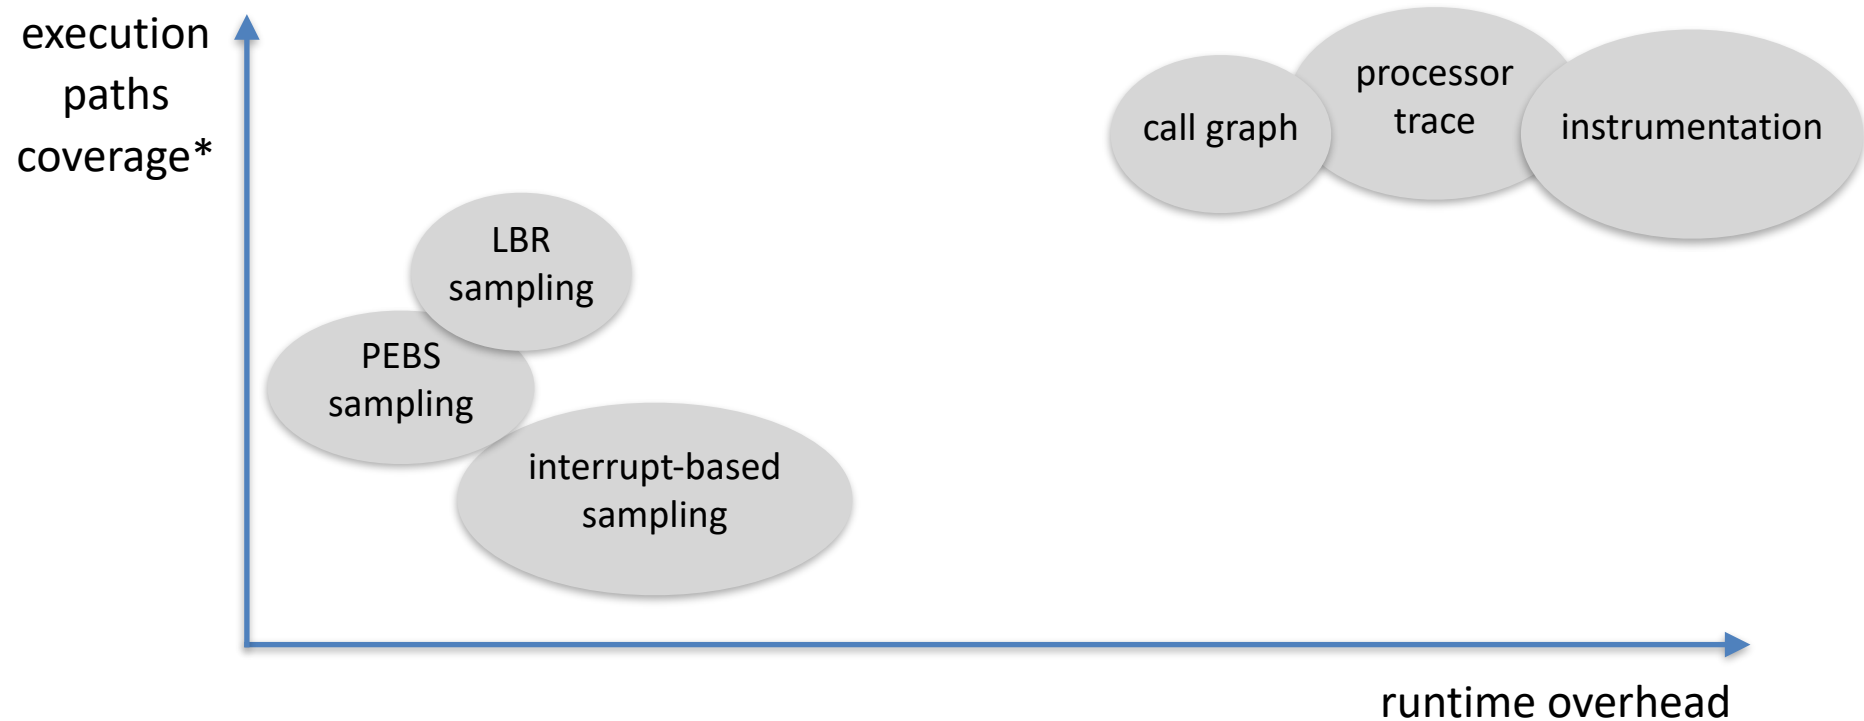 execution
paths
coverage*
processor
trace
call graph
instrumentation
LBR
sampling
PEBS
sampling
interrupt-based
sampling
runtime overhead